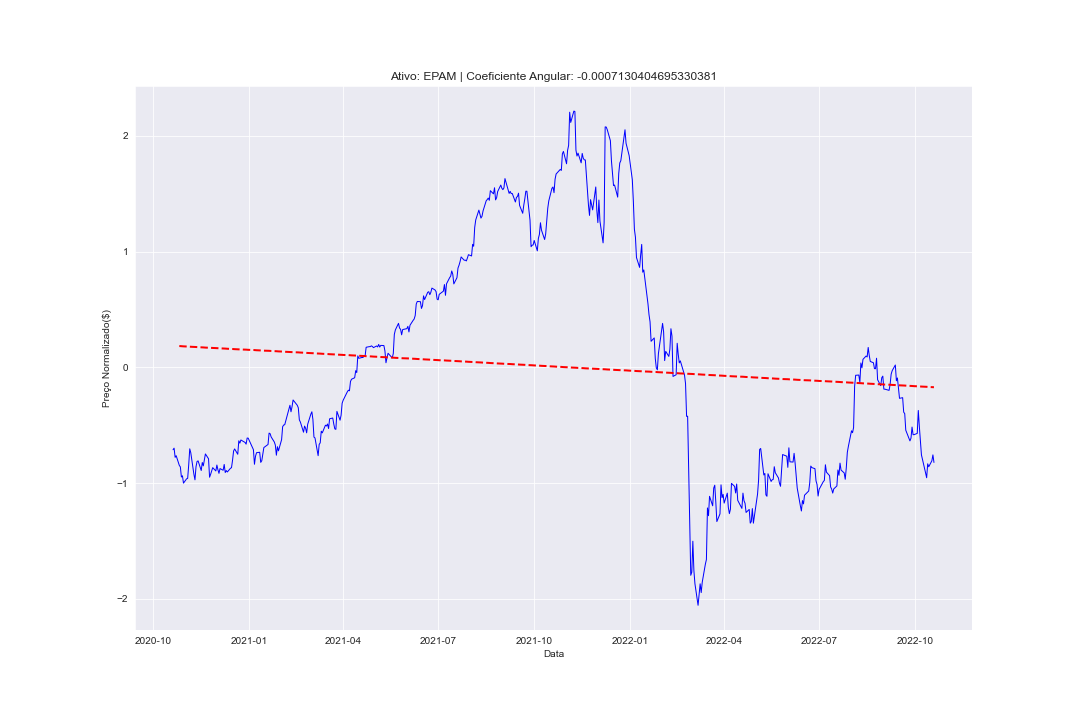 Ativo: EPAM | Coeficiente Angular: -0.0007130404695330381
Preço Normalizado($)
2
1
0
−1
−2
2020-10 2021-01 2021-04 2021-07 2021-10 2022-01 2022-04 2022-07 2022-10
Data